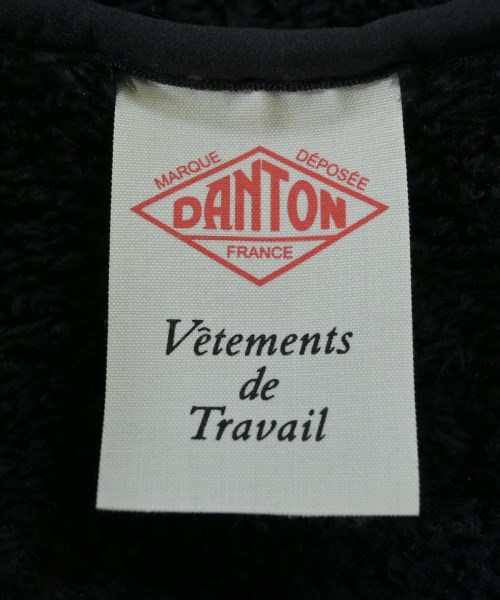 MARQUE DÉPOSÉE
DANTON
FRANCE
Vêtements
de
Travail